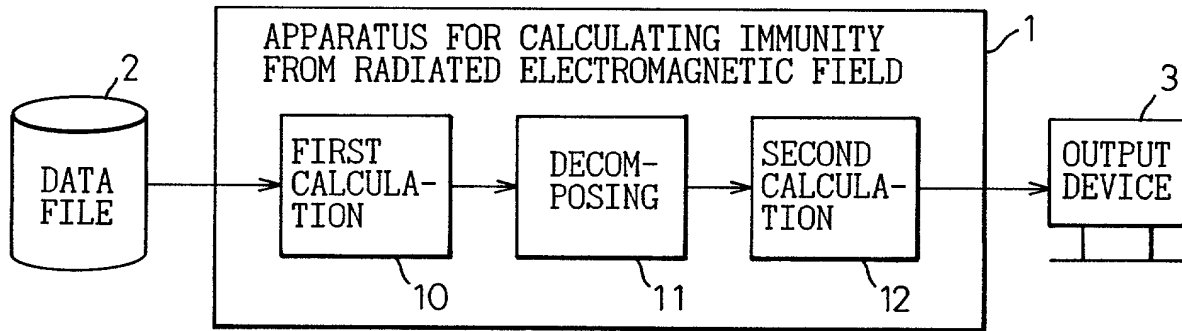 APPARATUS FOR CALCULATING IMMUNITY
FROM RADIATED ELECTROMAGNETIC FIELD
1
2
DATA
FILE
FIRST
CALCULA-
TION
10
DECOM-
POSING
11
SECOND
CALCULA-
TION
12
3
OUTPUT
DEVICE